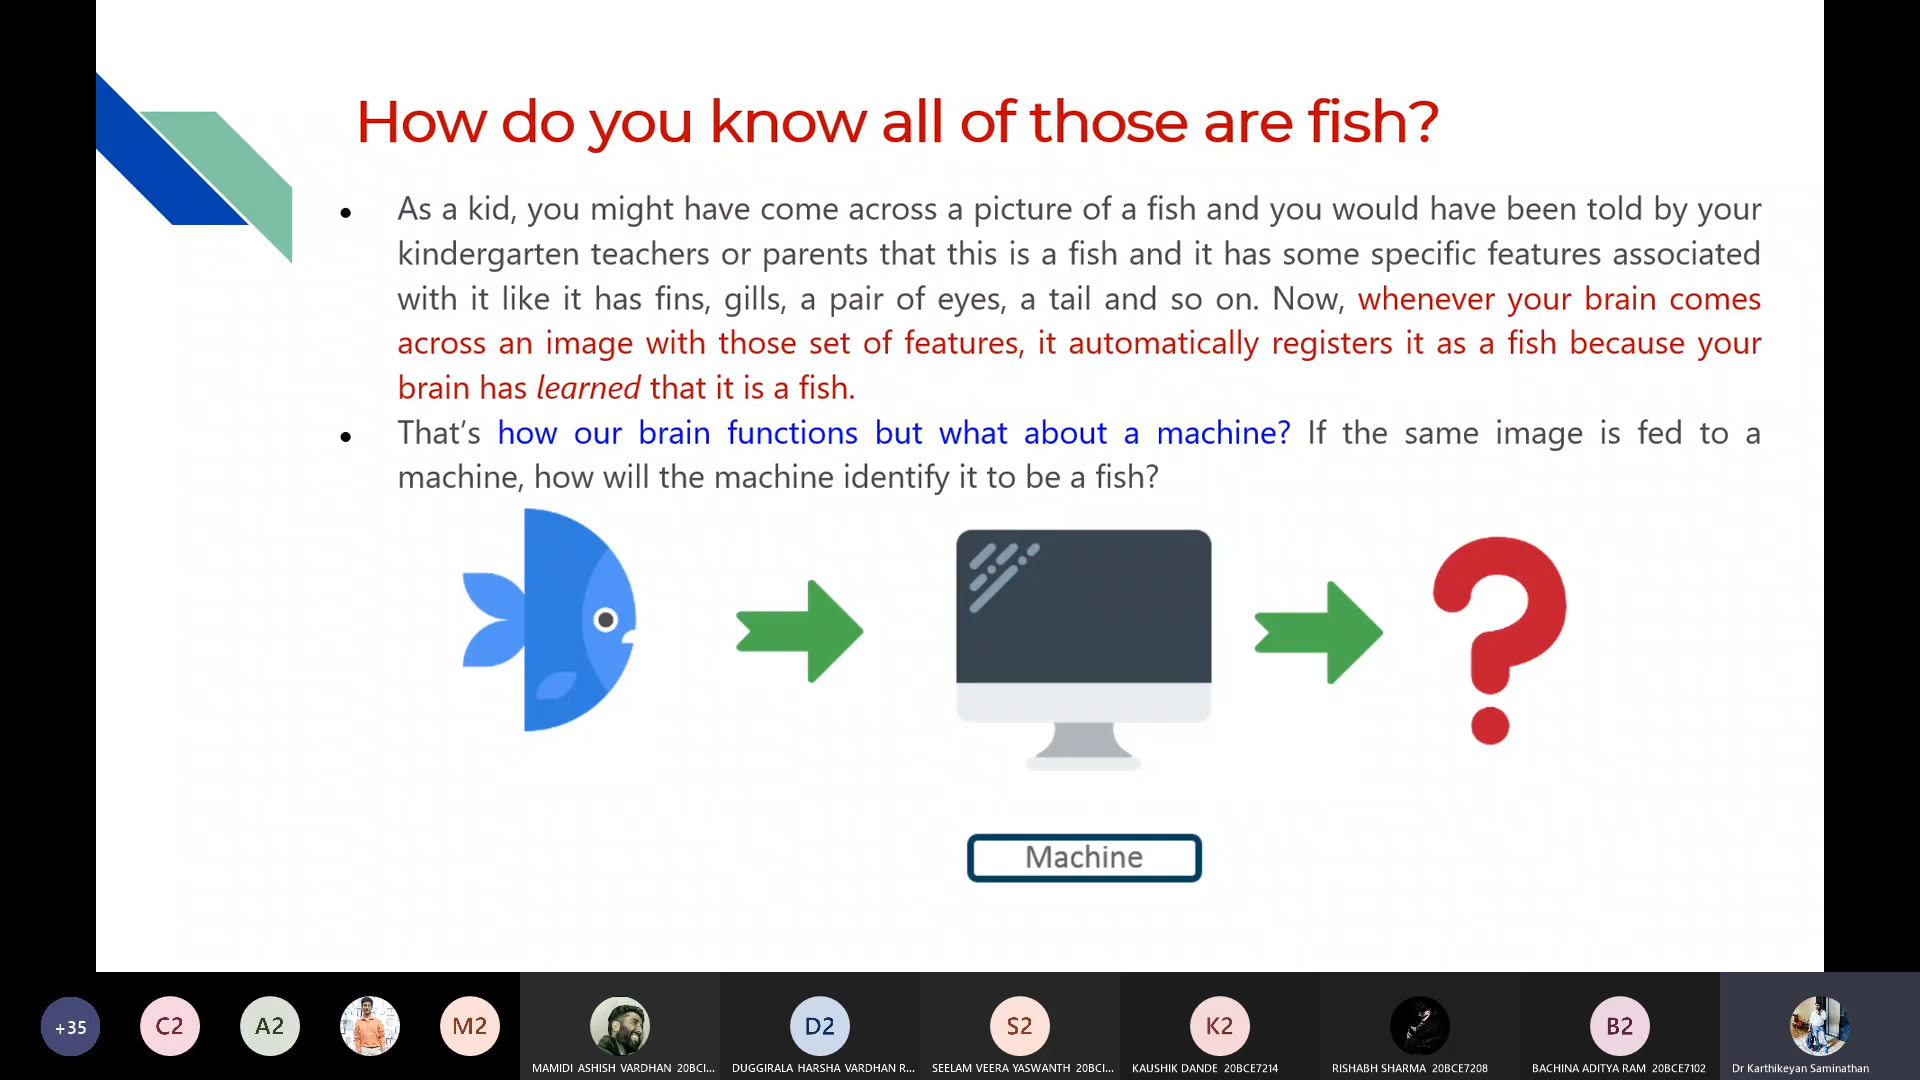 How do you know all of those are fish?
• As a kid, you might have come across a picture of a fish and you would have been told by your
kindergarten teachers or parents that this is a fish and it has some specific features associated
with it like it has fins, gills, a pair of eyes, a tail and so on. Now, whenever your brain comes
across an image with those set of features, it automatically registers it as a fish because your
brain has learned that it is a fish.
• That’s how our brain functions but what about a machine? If the same image is fed to a
machine, how will the machine identify it to be a fish?
Machine
+35
C2
A2
M2
D2
S2
K2
B2
MAMIDI ASHISH VARDHAN 20BCI...
DUGGIRALA HARSHA VARDHAN R...
SEELAM VEERA YASWANTH 20BCI...
KAUSHIK DANDE 20BCE7214
RISHABH SHARMA 20BCE7208
BACHINA ADITYA RAM 20BCE7102
Dr Karthikeyan Saminathan